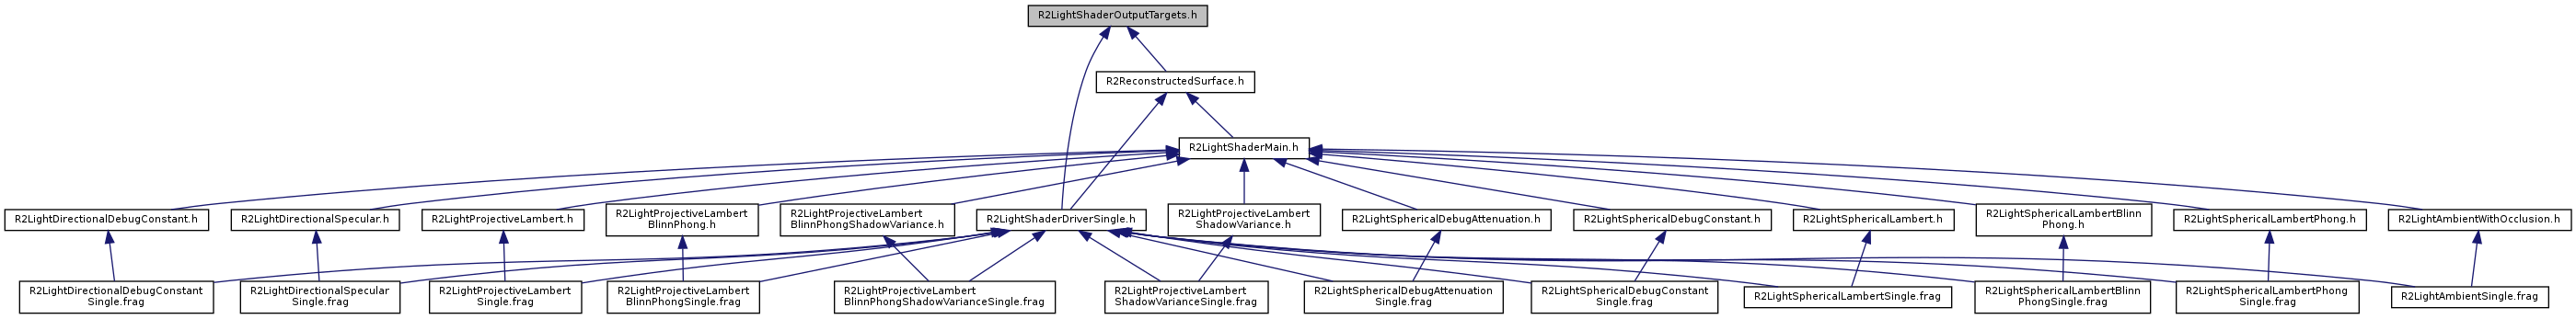 R2LightShaderOutputTargets.h
R2ReconstructedSurface.h
R2LightShaderMain.h
R2LightDirectionalDebugConstant.h
R2LightDirectionalSpecular.h
R2LightProjectiveLambert.h
R2LightProjectiveLambert
BlinnPhong.h
R2LightProjectiveLambert
BlinnPhongShadowVariance.h
R2LightShaderDriverSingle.h
R2LightProjectiveLambert
ShadowVariance.h
R2LightSphericalDebugAttenuation.h
R2LightSphericalDebugConstant.h
R2LightSphericalLambert.h
R2LightSphericalLambertBlinn
Phong.h
R2LightSphericalLambertPhong.h
R2LightAmbientWithOcclusion.h
R2LightDirectionalDebugConstant
Single.frag
R2LightDirectionalSpecular
Single.frag
R2LightProjectiveLambert
Single.frag
R2LightProjectiveLambert
BlinnPhongSingle.frag
R2LightProjectiveLambert
BlinnPhongShadowVarianceSingle.frag
R2LightProjectiveLambert
ShadowVarianceSingle.frag
R2LightSphericalDebugAttenuation
Single.frag
R2LightSphericalDebugConstant
Single.frag
R2LightSphericalLambertSingle.frag
R2LightSphericalLambertBlinn
PhongSingle.frag
R2LightSphericalLambertPhong
Single.frag
R2LightAmbientSingle.frag